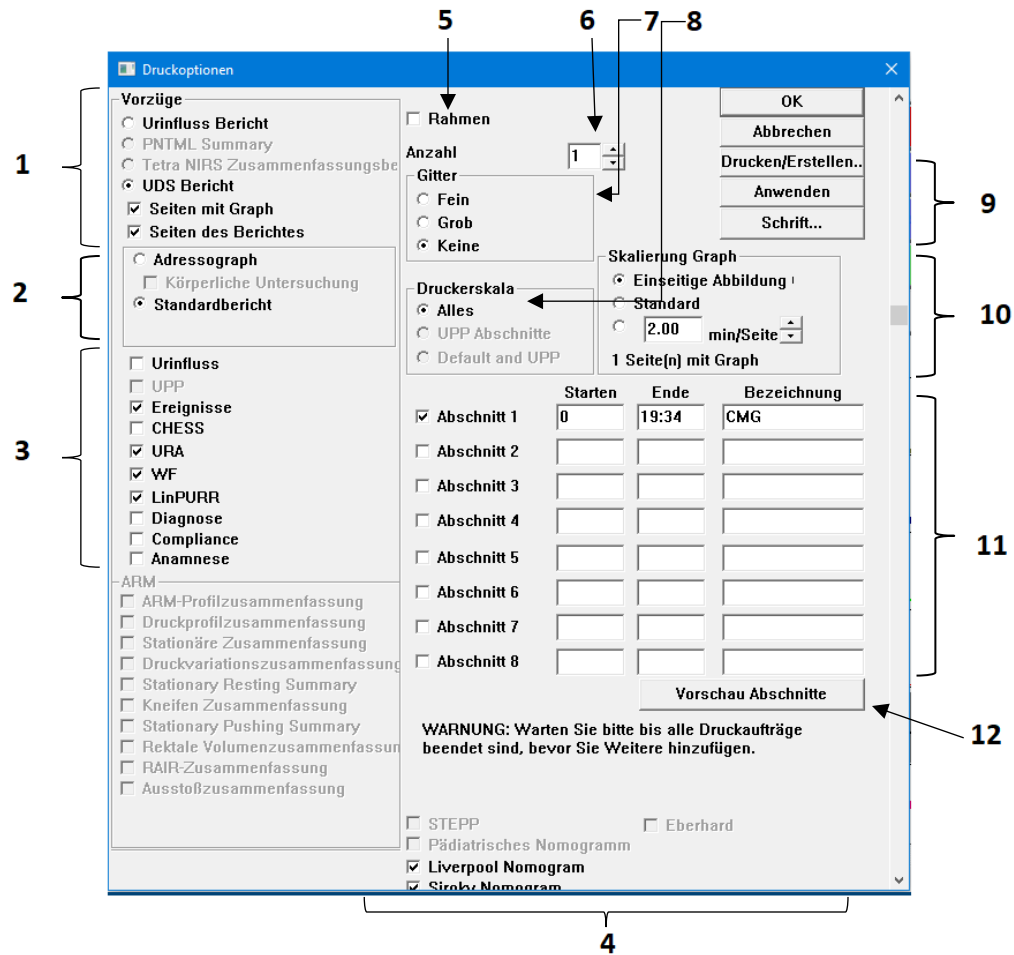 5
6
7
8
Druckoptionen
1
Vorzüge
Urinfluss Bericht
PNTML Summary
Tetra NIRS Zusammenfassungsbe
UDS Bericht
Seiten mit Graph
Seiten des Berichtes
2
Adressograph
Körperliche Untersuchung
Standardbericht
3
Urinfluss
UPP
Ereignisse
CHESS
URA
WF
LinPURR
Diagnose
Compliance
Anamnese
ARM
ARM-Profilzusammenfassung
Druckprofilzusammenfassung
Stationäre Zusammenfassung
Druckvariationszusammenfassung
Stationary Resting Summary
Kneifen Zusammenfassung
Stationary Pushing Summary
Rektale Volumenzusammenfassun
RAIR-Zusammenfassung
Ausstoßzusammenfassung
Rahmen
Anzahl 1
Gitter
Fein
Grob
Keine
Druckerskala
Alles
UPP Abschnitte
Default and UPP
OK
Abbrechen
Drucken/Erstellen..
Anwenden
Schrift...
9
Skalierung Graph
Einseitige Abbildung
Standard
2.00 min/Seite
1 Seite(n) mit Graph
10
Starten Ende Bezeichnung
Abschnitt 1 0 19:34 CMG
Abschnitt 2
Abschnitt 3
Abschnitt 4
Abschnitt 5
Abschnitt 6
Abschnitt 7
Abschnitt 8
11
Vorschau Abschnitte
12
WARNUNG: Warten Sie bitte bis alle Druckaufträge
beendet sind, bevor Sie Weitere hinzufügen.
STEPP Eberhard
Pädiatrisches Nomogramm
Liverpool Nomogram
Siroky Nomogram
4